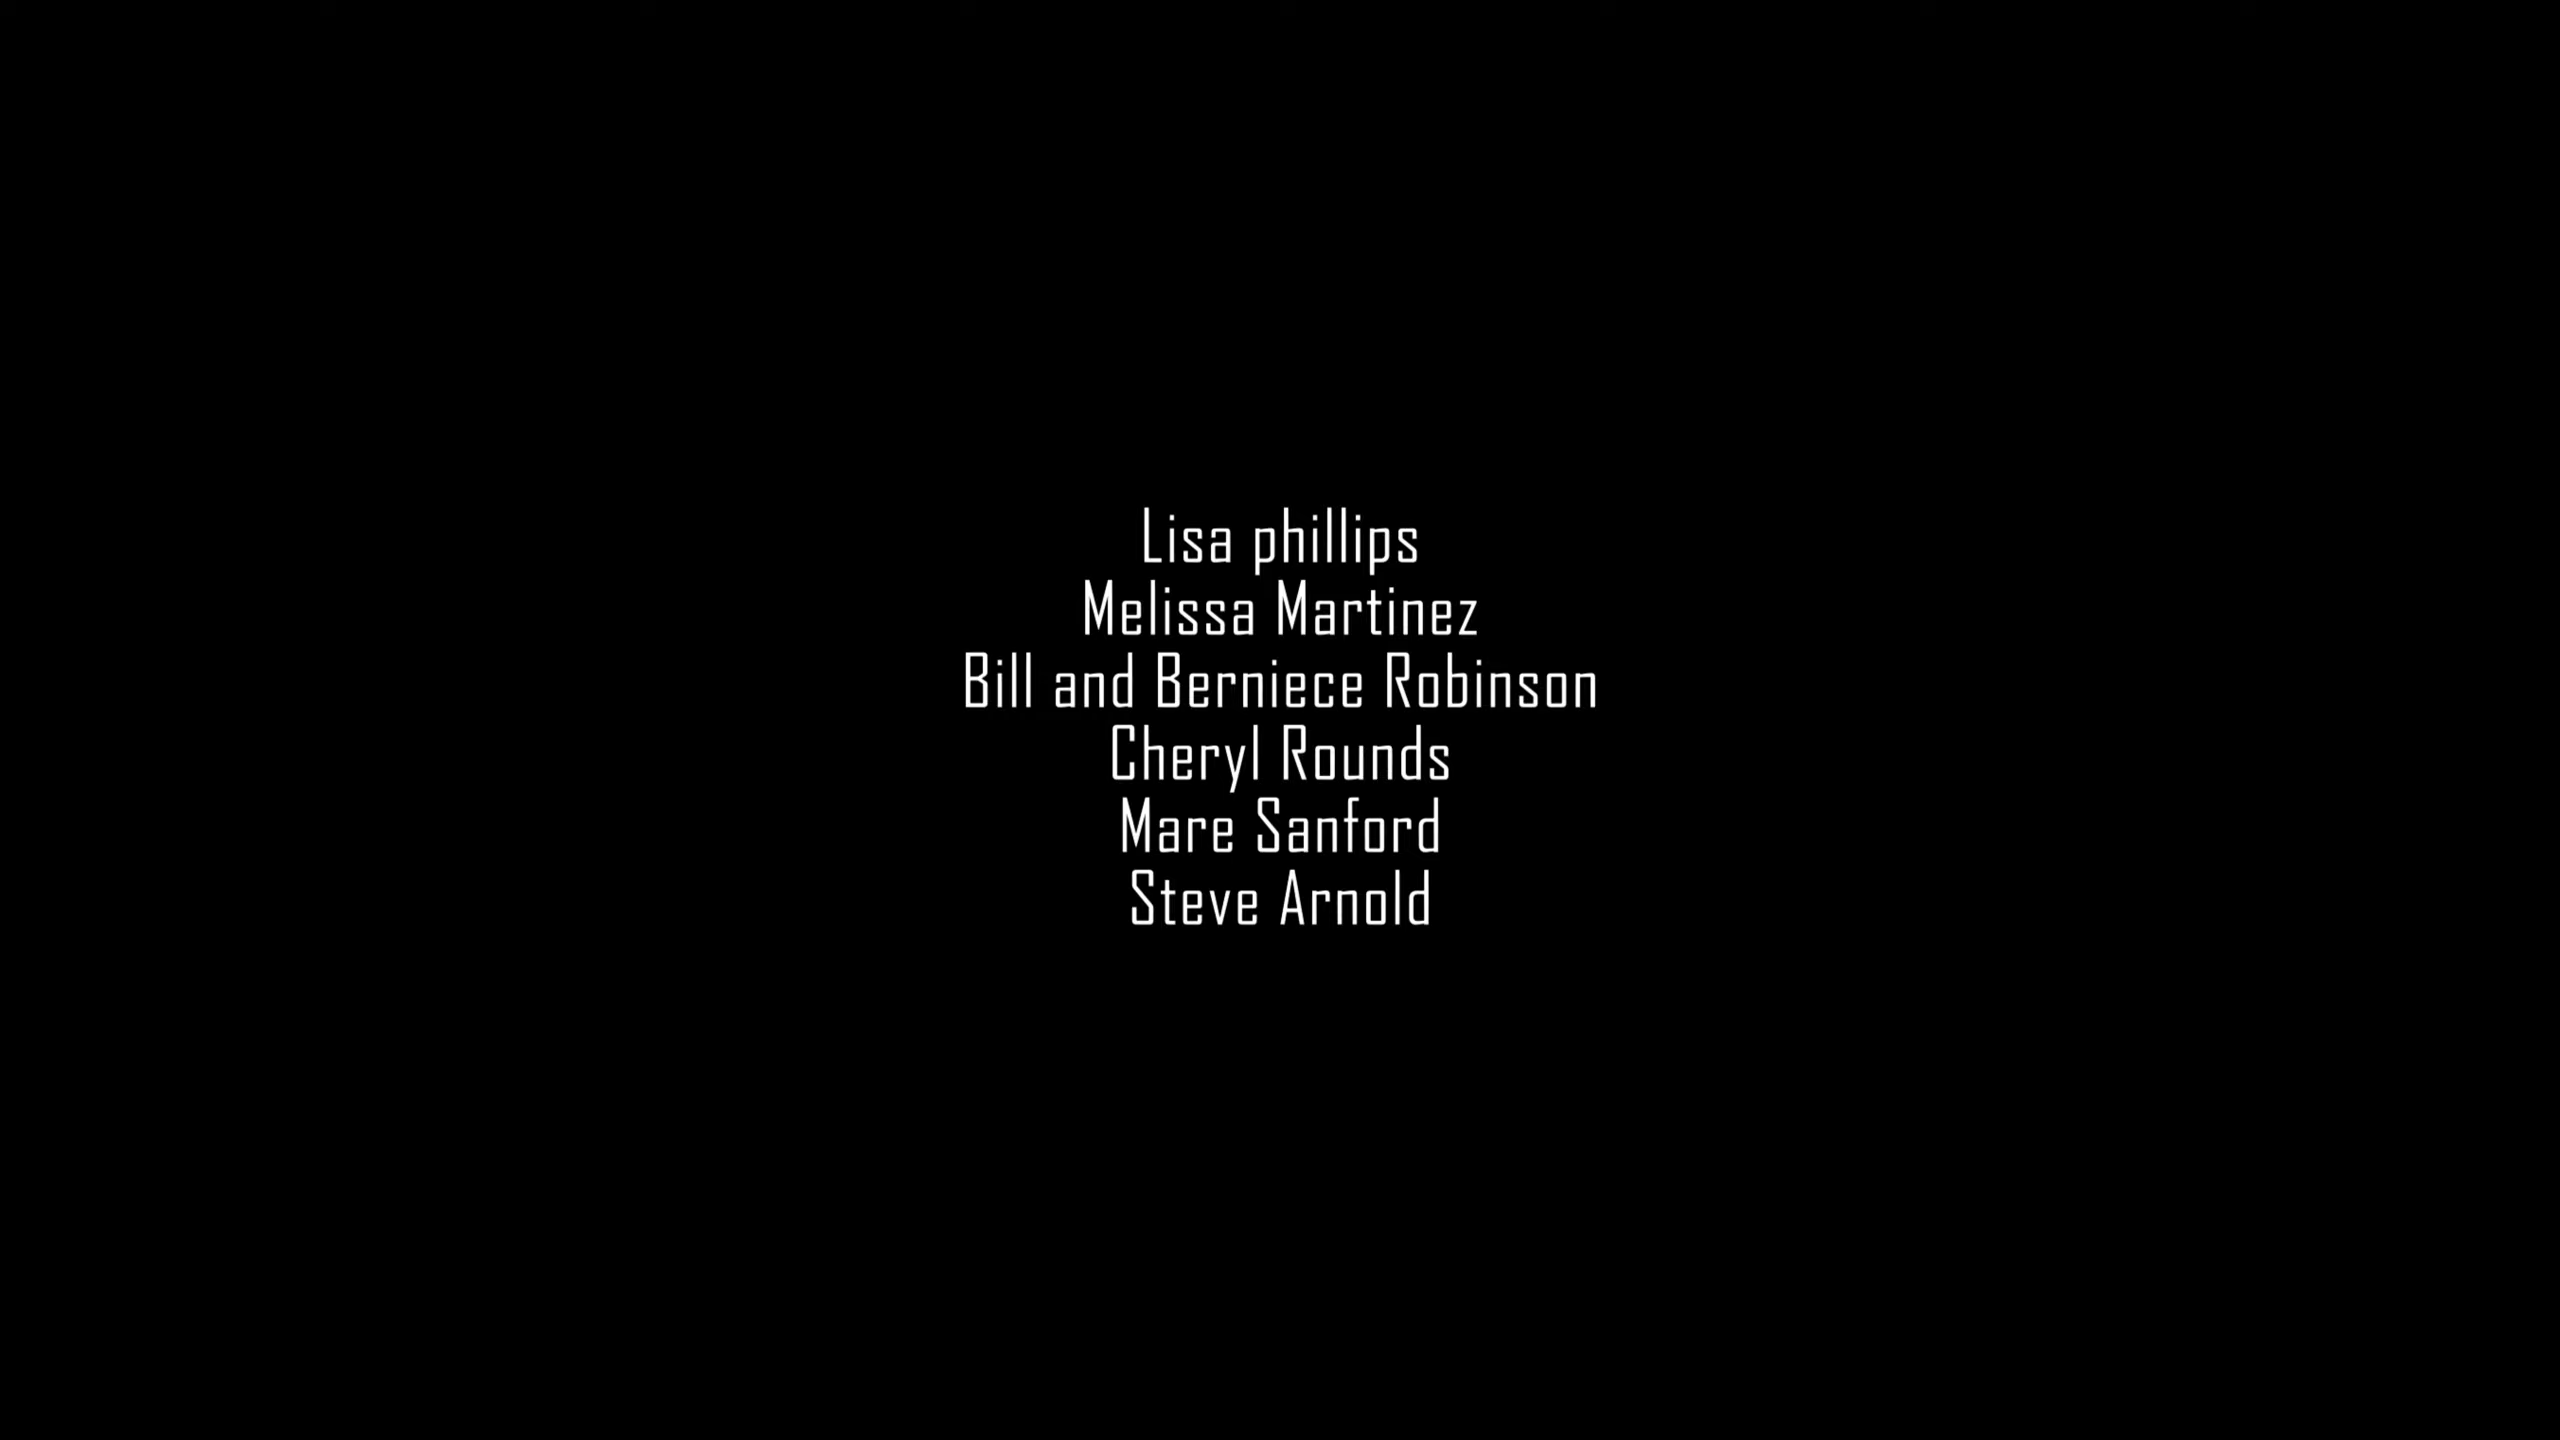 Lisa phillips
Melissa Martinez
Bill and Berniece Robinson
Cheryl Rounds
Mare Sanford
Steve Arnold